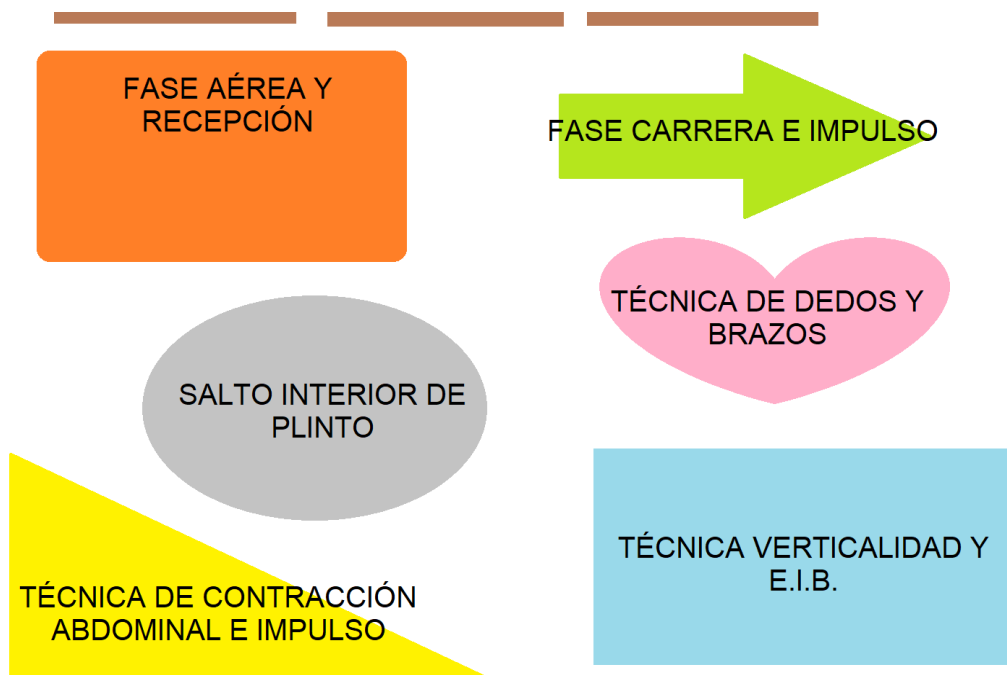 FASE AÉREA Y
RECEPCIÓN
FASE CARRERA E IMPULSO
TÉCNICA DE DEDOS Y
BRAZOS
SALTO INTERIOR DE
PLINTO
TÉCNICA VERTICALIDAD Y
E.I.B.
TÉCNICA DE CONTRACCIÓN
ABDOMINAL E IMPULSO